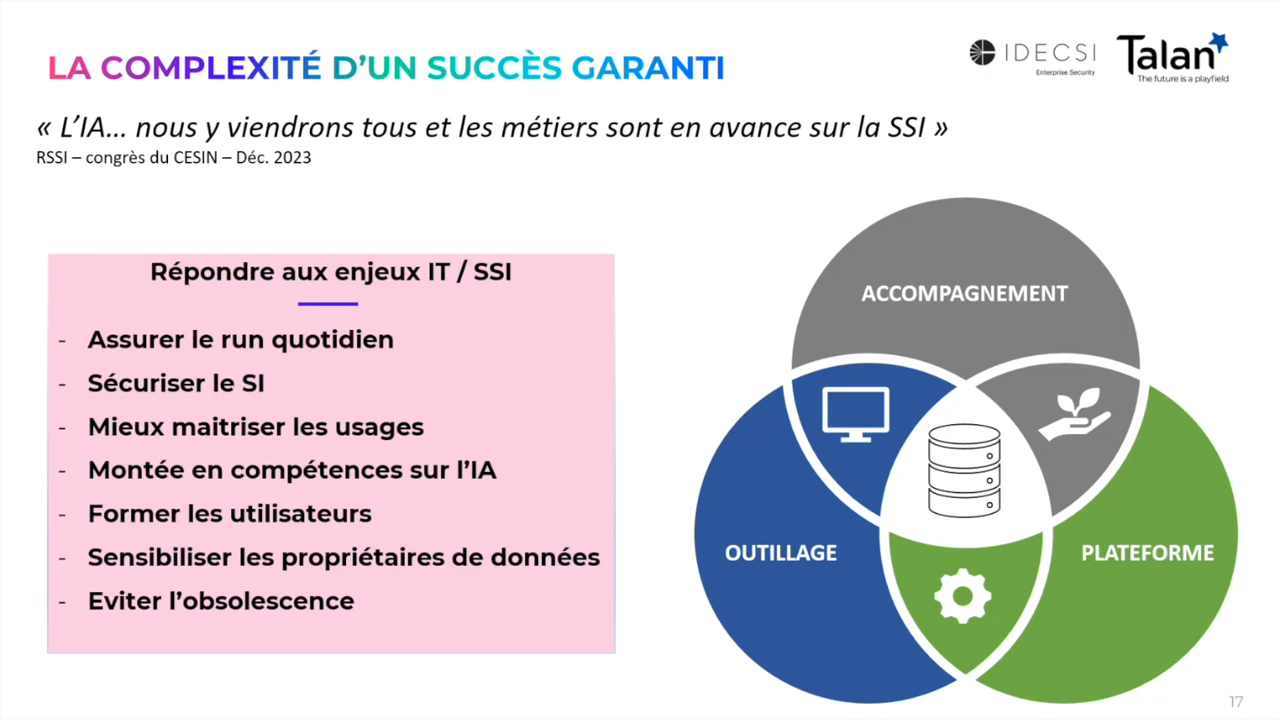 LA COMPLEXITÉ D’UN SUCCÈS GARANTI
IDECSI
Enterprise Security
Talan
The future is a playfield
« L’IA… nous y viendrons tous et les métiers sont en avance sur la SSI »
RSSI – congrès du CESIN – Déc. 2023
Répondre aux enjeux IT / SSI
- Assurer le run quotidien
- Sécuriser le SI
- Mieux maitriser les usages
- Montée en compétences sur l’IA
- Former les utilisateurs
- Sensibiliser les propriétaires de données
- Eviter l’obsolescence
ACCOMPAGNEMENT
OUTILLAGE
PLATEFORME
17